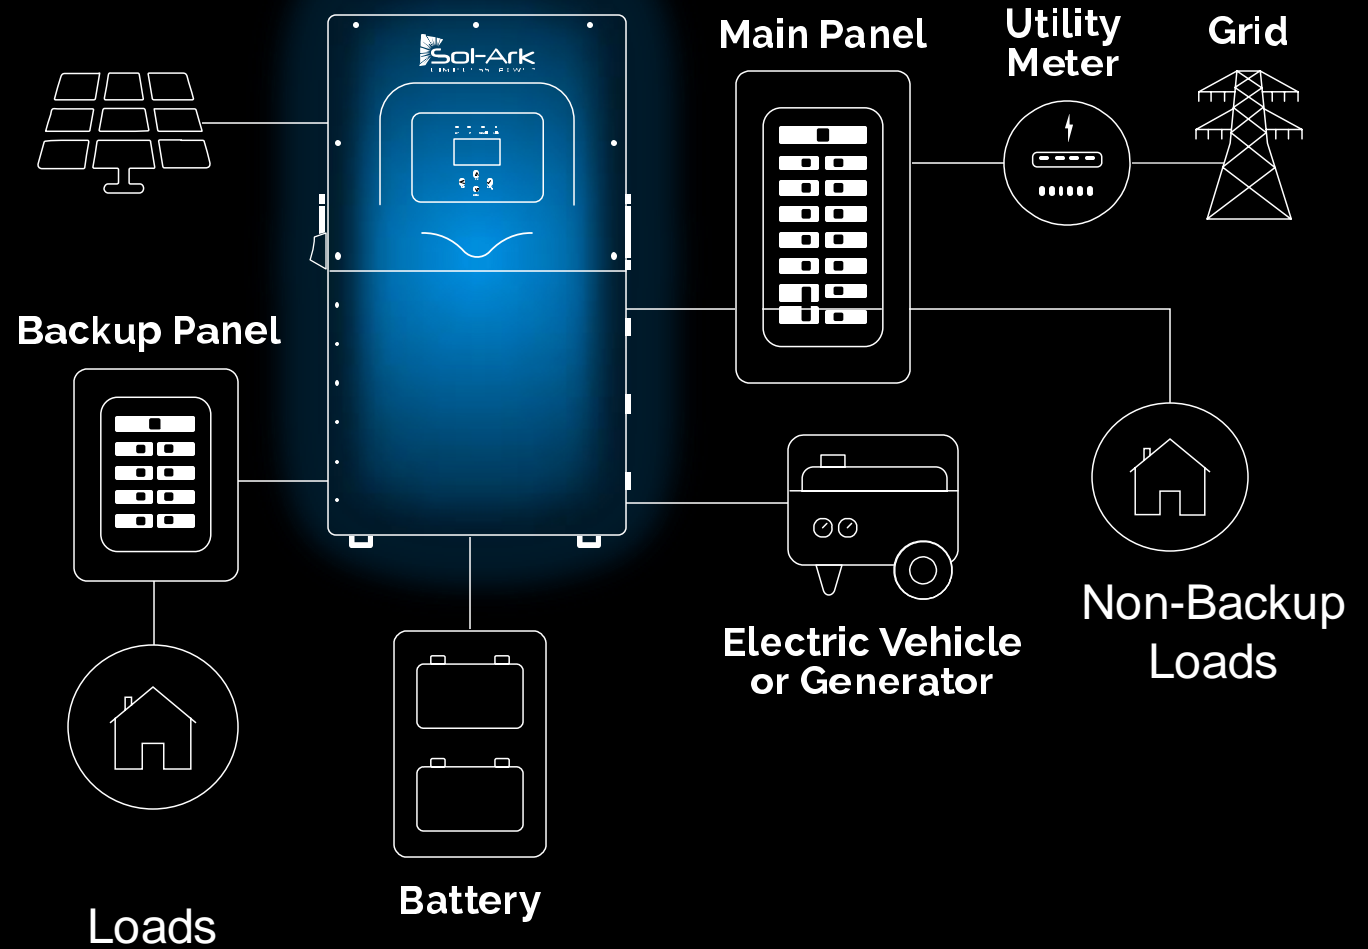 Sol-Ark
Main Panel
Utility
Meter
Grid
Backup Panel
Electric Vehicle
or Generator
Non-Backup
Loads
Battery
Loads